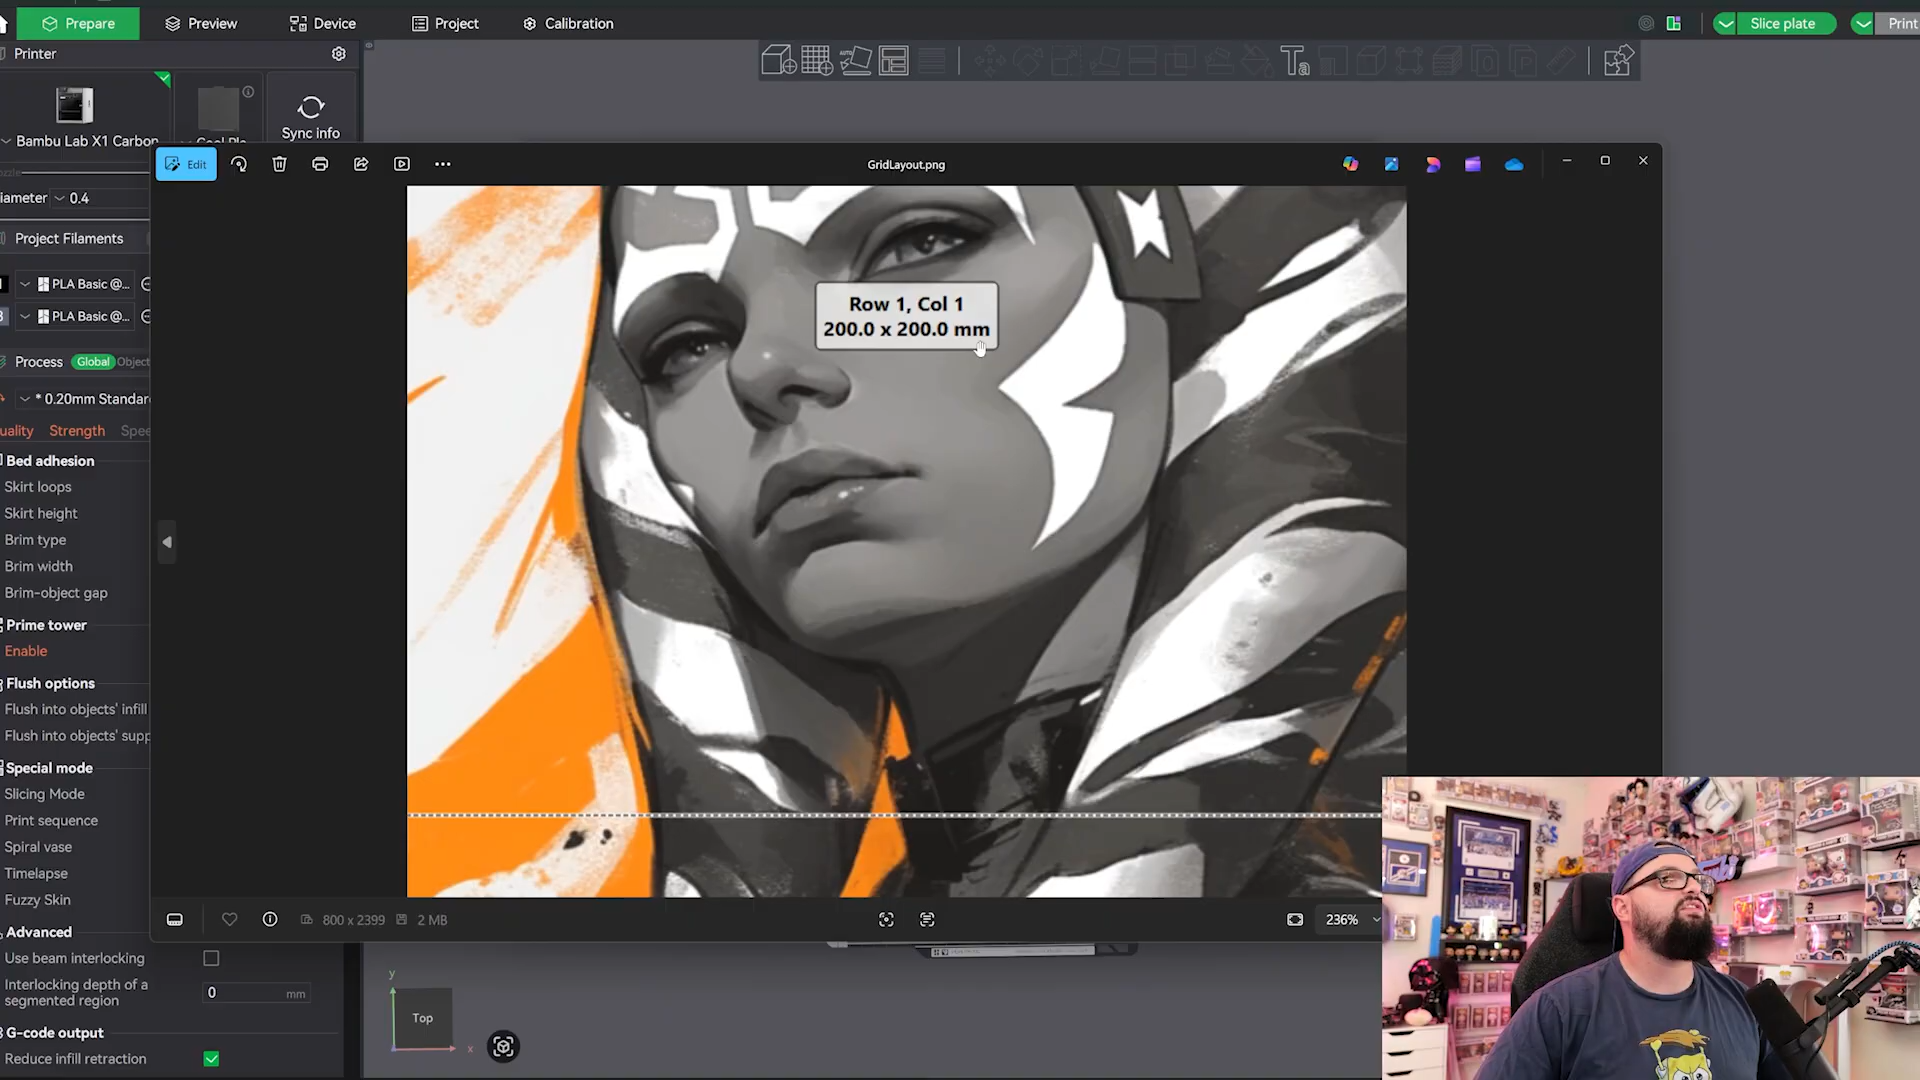 Prepare
Preview
Device
Project
Calibration
Slice plate
Print
Printer
Bambu Lab X1 Carbon
Sync info
iameter
0.4
Project Filaments
PLA Basic @...
PLA Basic @...
Process
Global
Object
* 0.20mm Standar
uality
Strength
Spee
Bed adhesion
Skirt loops
Skirt height
Brim type
Brim width
Brim-object gap
Prime tower
Enable
Flush options
Flush into objects' infill
Flush into objects' supp
Special mode
Slicing Mode
Print sequence
Spiral vase
Timelapse
Fuzzy Skin
Advanced
Use beam interlocking
Interlocking depth of a
segmented region
0
mm
G-code output
Reduce infill retraction
Edit
GridLayout.png
Row 1, Col 1
200.0 x 200.0 mm
800 x 2399
2 MB
236%
y
Top
x